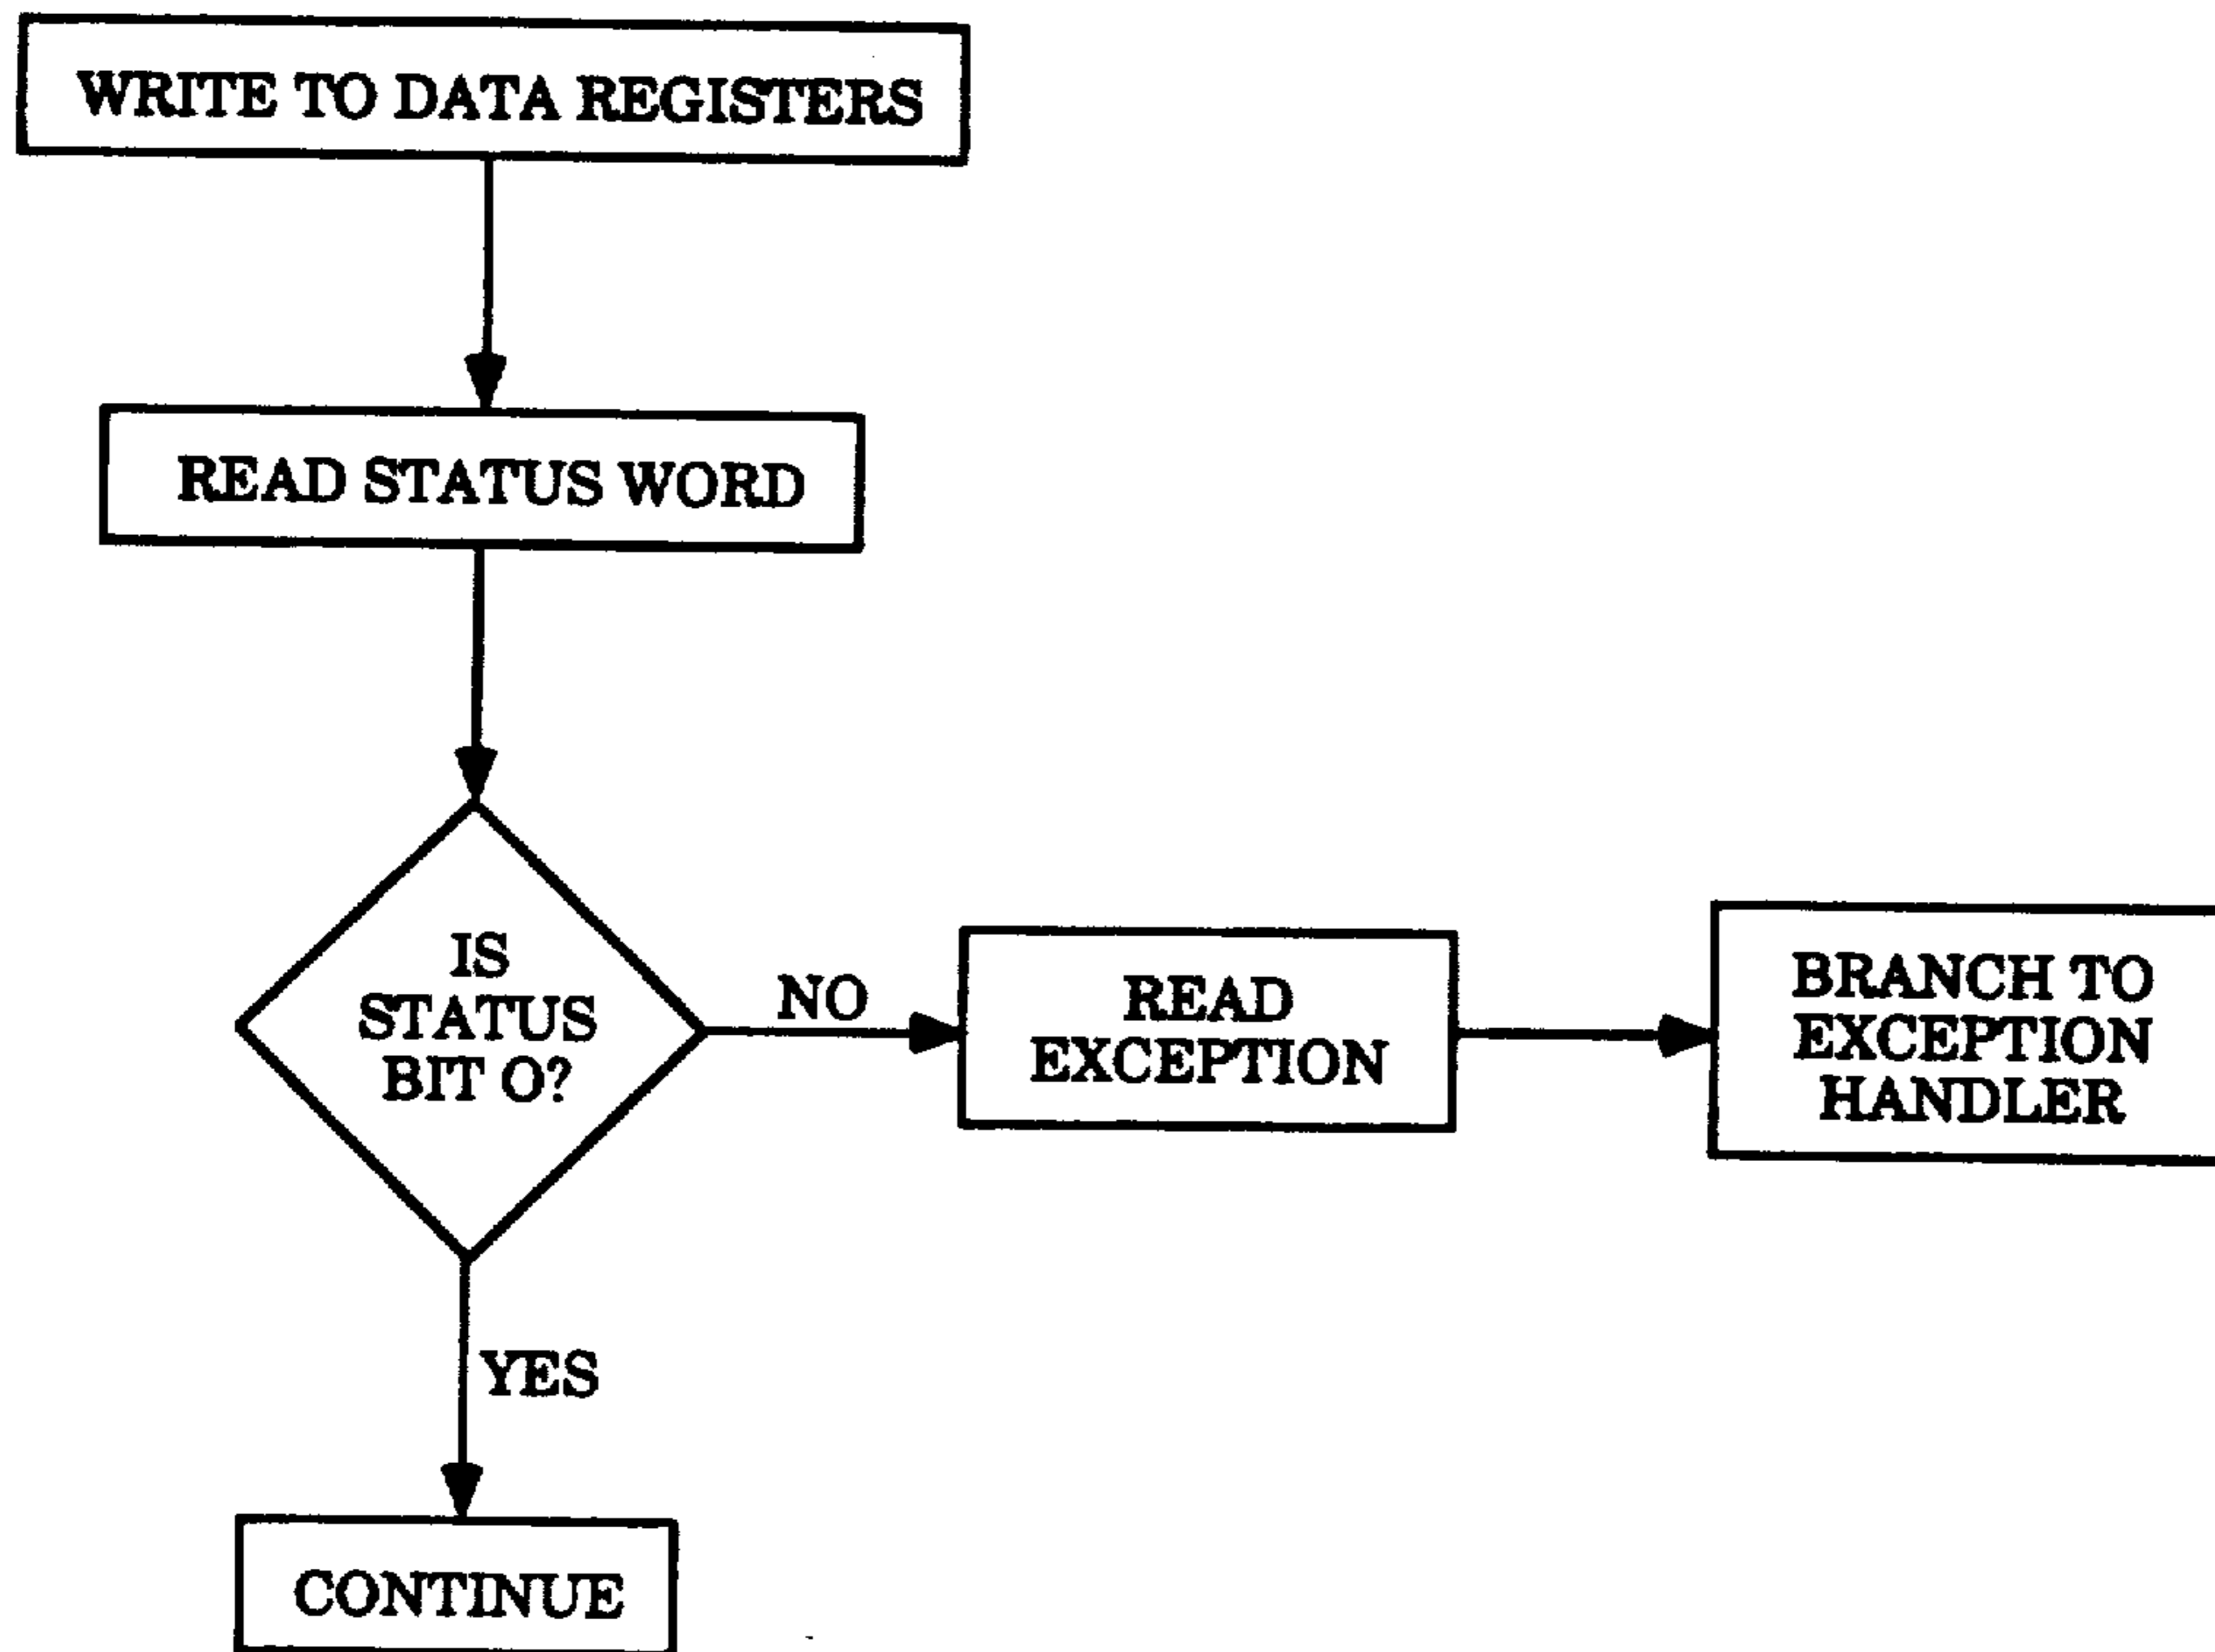 WRITE TO DATA REGISTERS
READ STATUS WORD
IS
STATUS
BIT O?
NO
READ
EXCEPTION
BRANCH TO
EXCEPTION
HANDLER
YES
CONTINUE